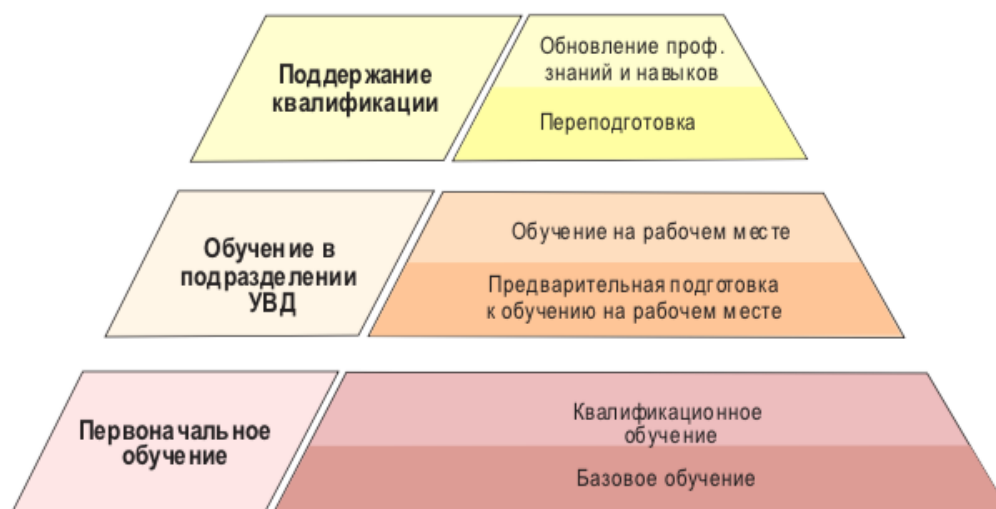 Поддержание
квалификации
Обновление проф.
знаний и навыков
Переподготовка
Обучение в
подразделении
УВД
Обучение на рабочем месте
Предварительная подготовка
к обучению на рабочем месте
Первоначальное
обучение
Квалификационное
обучение
Базовое обучение